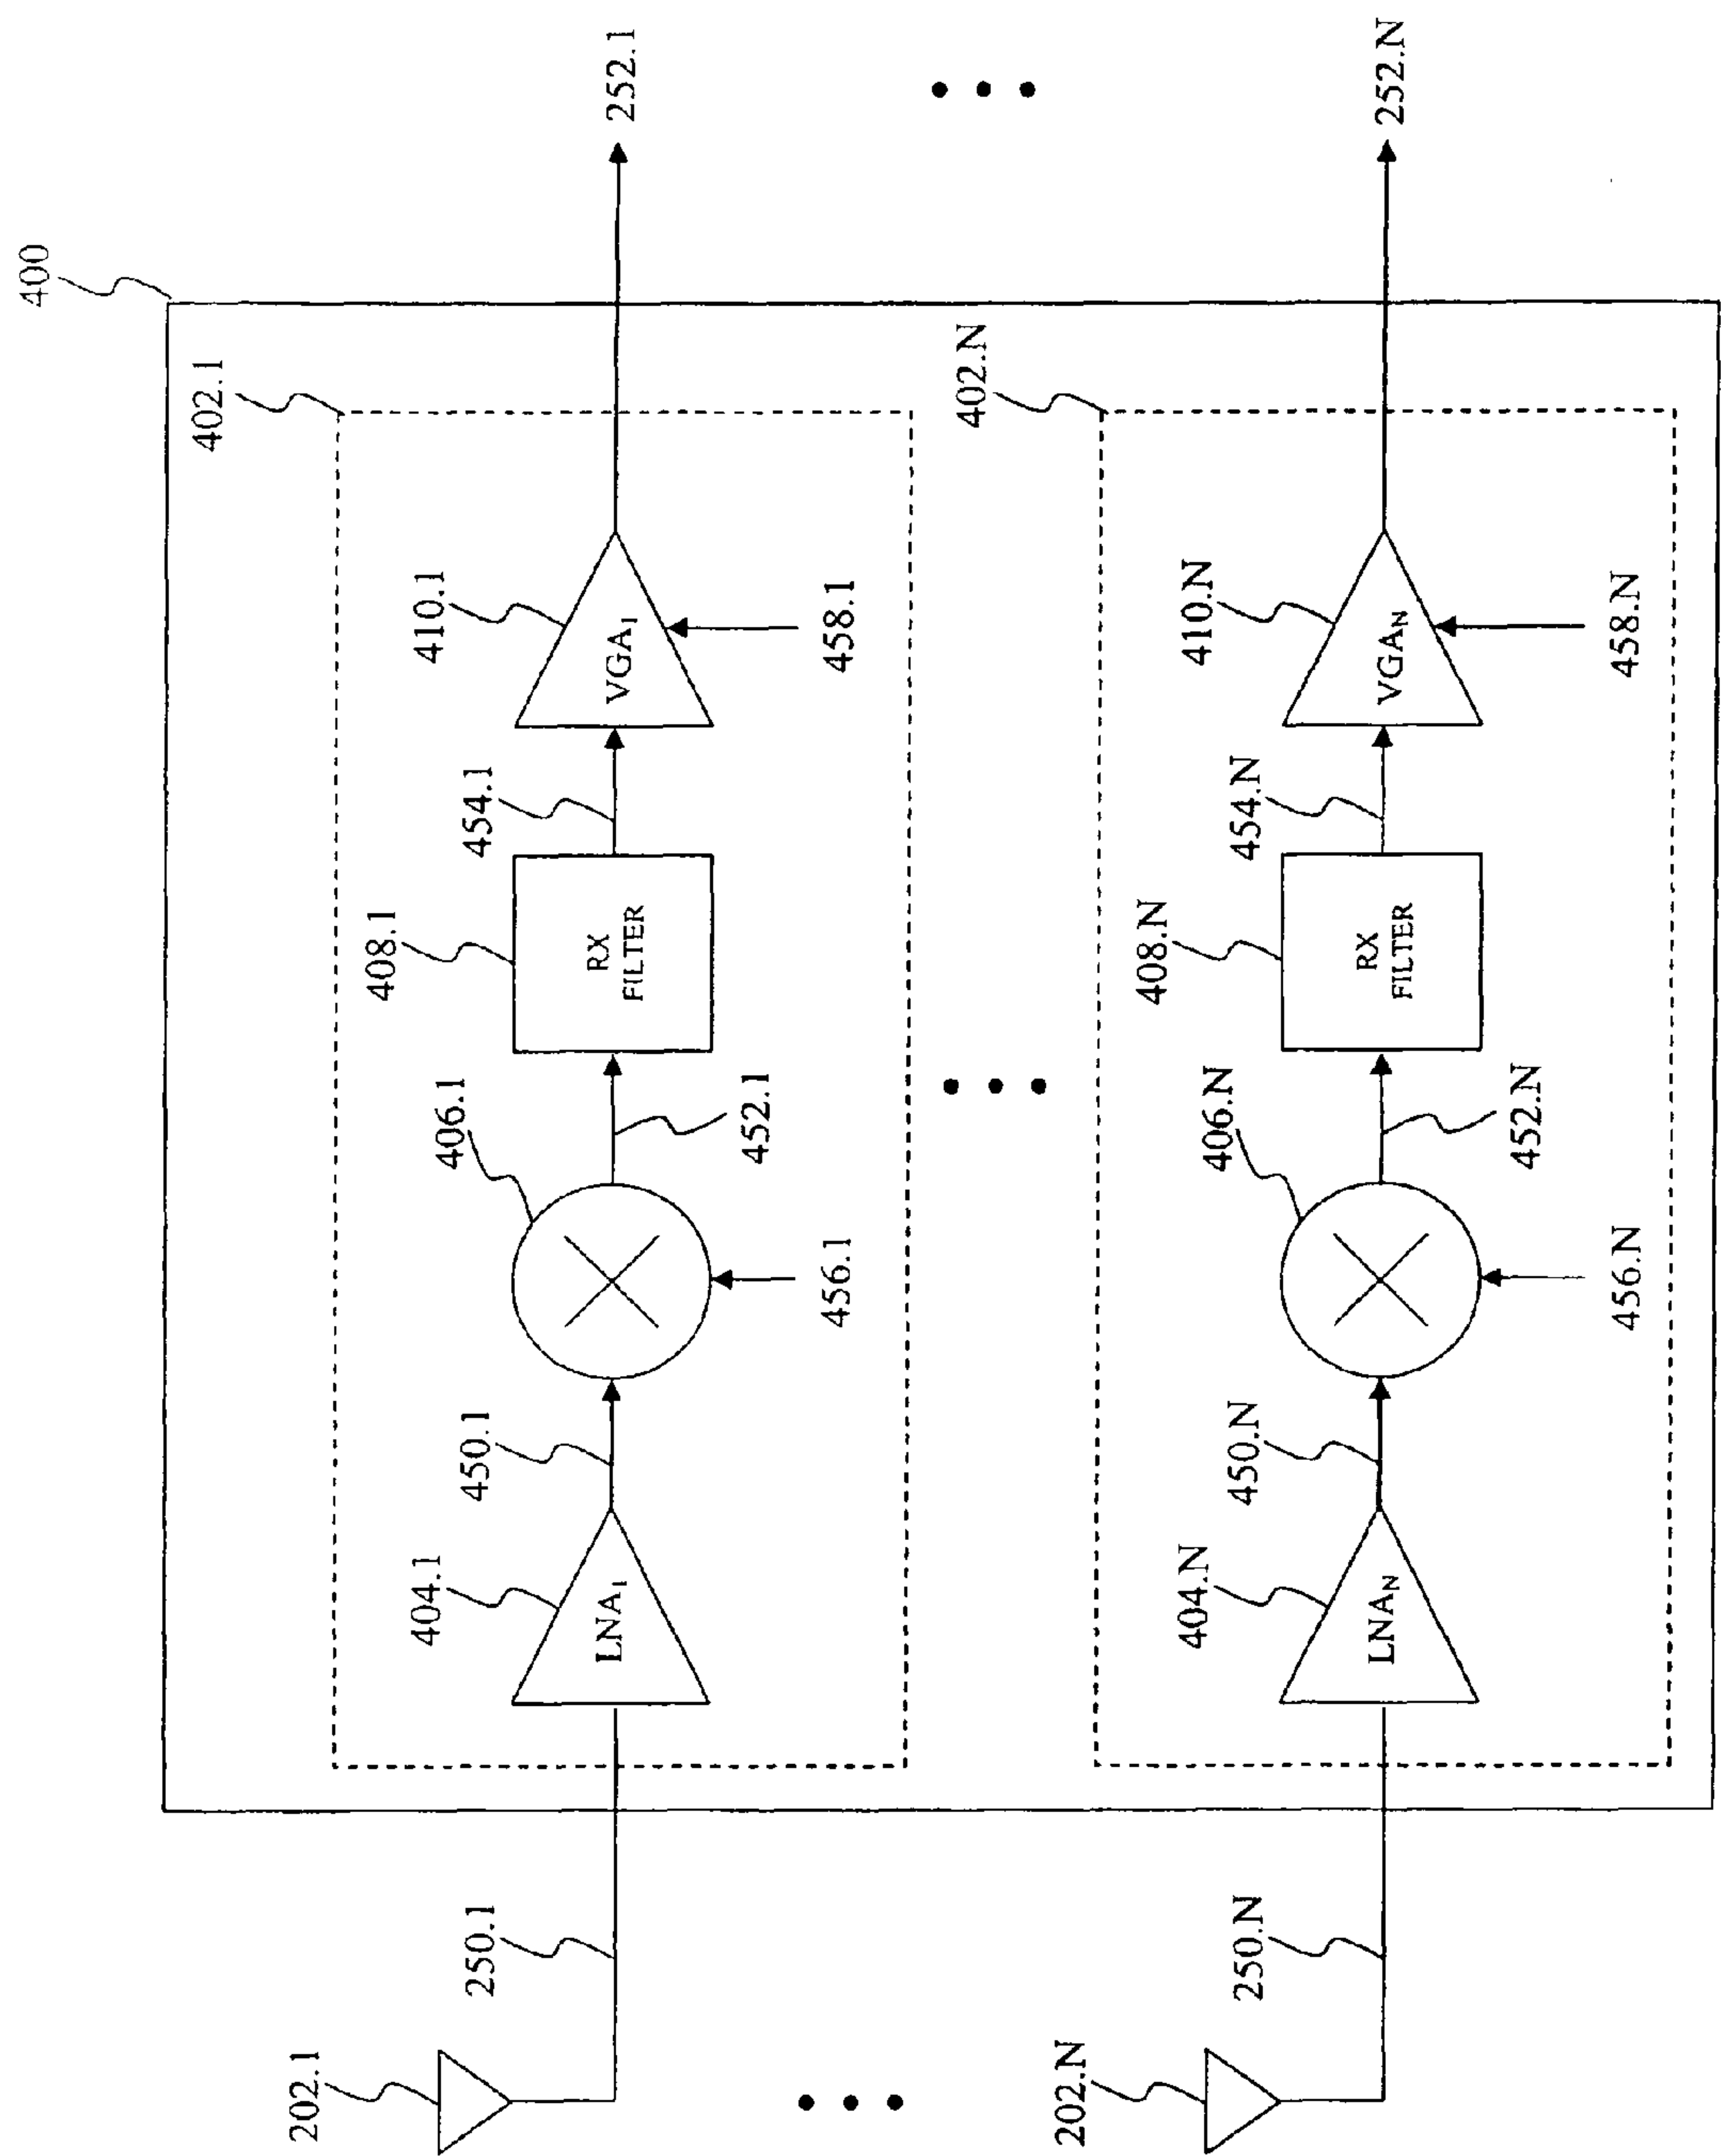 400
402.1
410.1
408.1
406.1
404.1
454.1
450.1
202.1
250.1
LNA₁
RX
FILTER
VGA₁
252.1
452.1
456.1
458.1
402.N
410.N
408.N
406.N
404.N
454.N
450.N
202.N
250.N
LNAₙ
RX
FILTER
VGAₙ
252.N
452.N
456.N
458.N